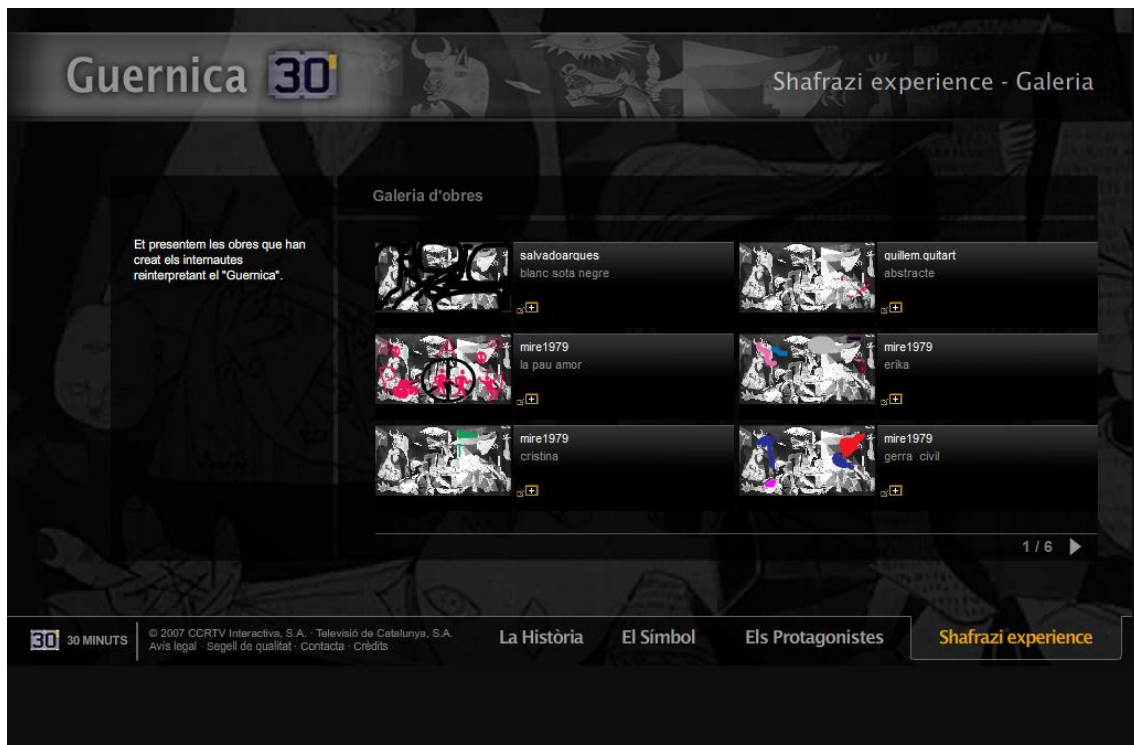 Guernica 30'
Shafrazi experience - Galeria
Galeria d'obres
Et presentem les obres que han
creat els internautes
reinterpretant el "Guernica".
salvadoarques
blanc sota negre
quillem.quitart
abstracte
mire1979
la pau amor
mire1979
erika
mire1979
cristina
mire1979
gerra civil
1 / 6
30' 30 MINUTS
© 2007 CCRTV Interactiva, S.A. · Televisió de Catalunya, S.A.
Avís legal · Segell de qualitat · Contacta · Crèdits
La Història
El Símbol
Els Protagonistes
Shafrazi experience